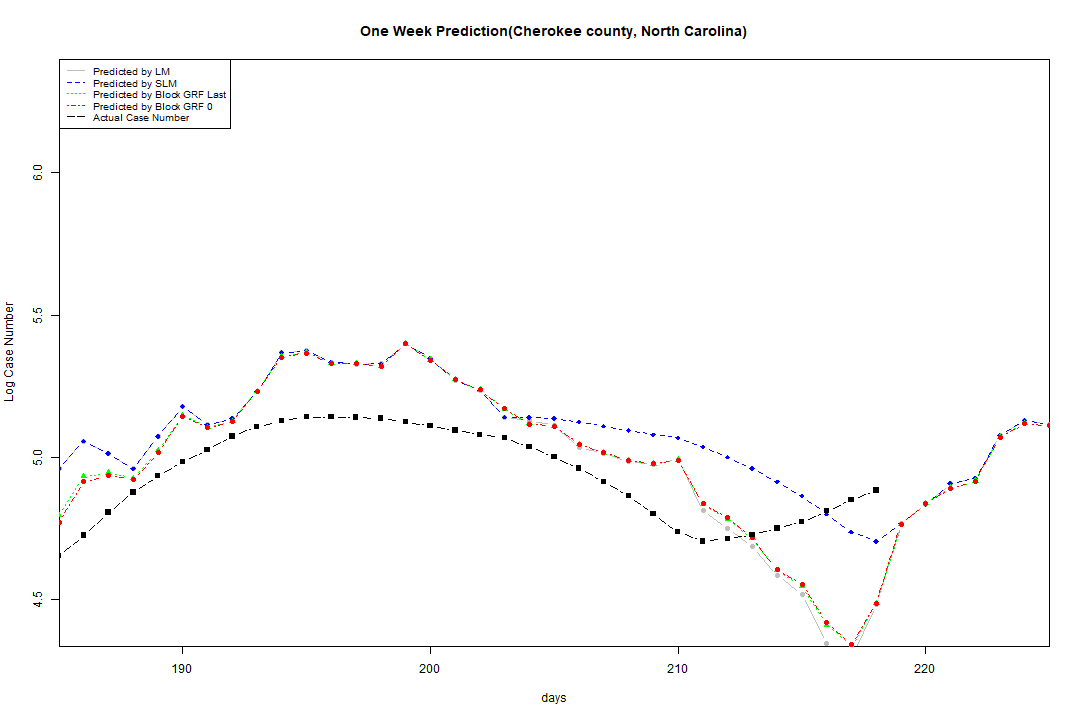 One Week Prediction(Cherokee county, North Carolina)
Predicted by LM
Predicted by SLM
Predicted by Block GRF Last
Predicted by Block GRF 0
Actual Case Number
Log Case Number
6.0
5.5
5.0
4.5
190
200
210
220
days